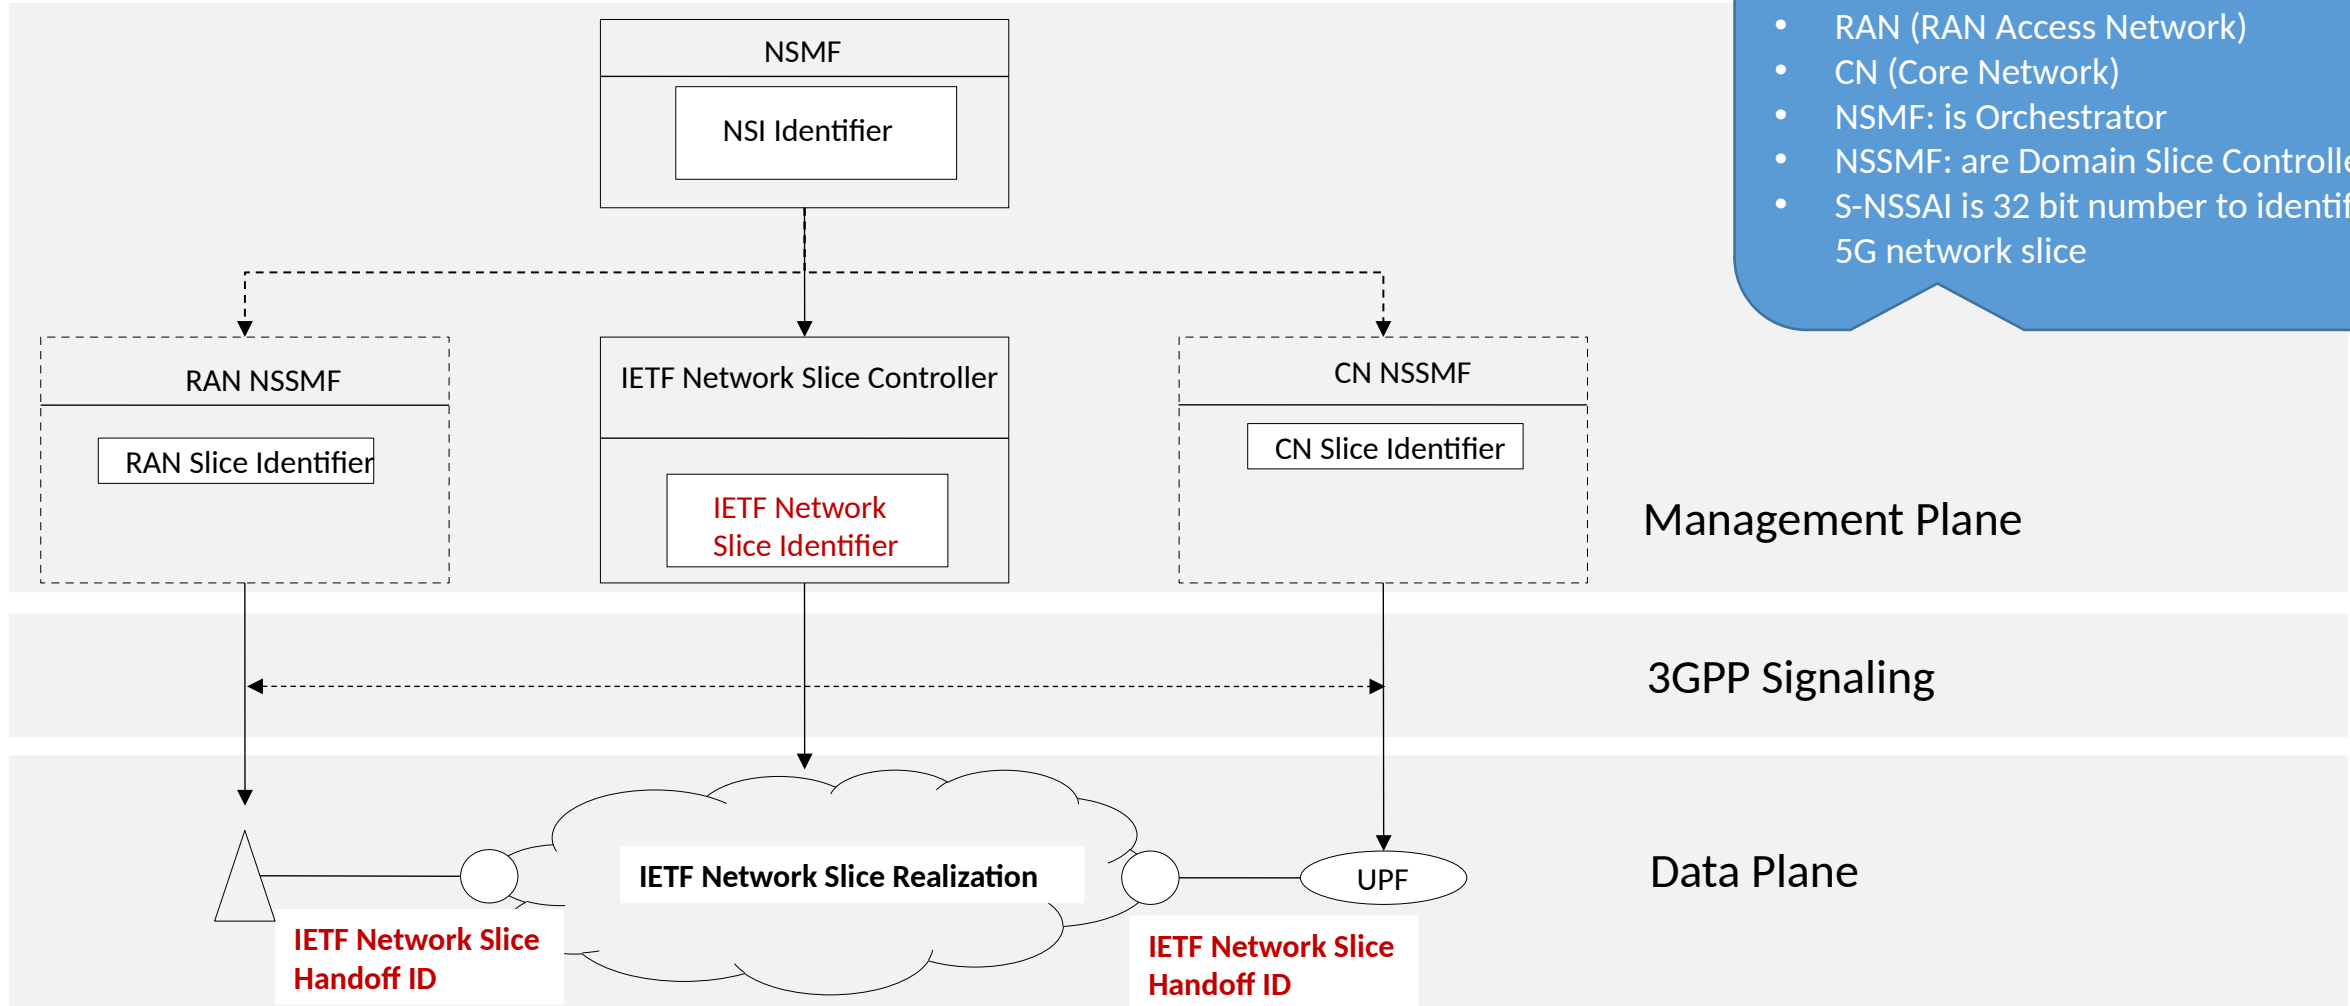 NSMF
NSI Identifier
• RAN (RAN Access Network)
• CN (Core Network)
• NSMF: is Orchestrator
• NSSMF: are Domain Slice
• S-NSSAI is 32 bit number to
5G network slice
RAN NSSMF
RAN Slice Identifier
IETF Network Slice Controller
IETF Network
Slice Identifier
CN NSSMF
CN Slice Identifier
Management Plane
3GPP Signaling
IETF Network Slice Realization
UPF
Data Plane
IETF Network Slice
Handoff ID
IETF Network Slice
Handoff ID